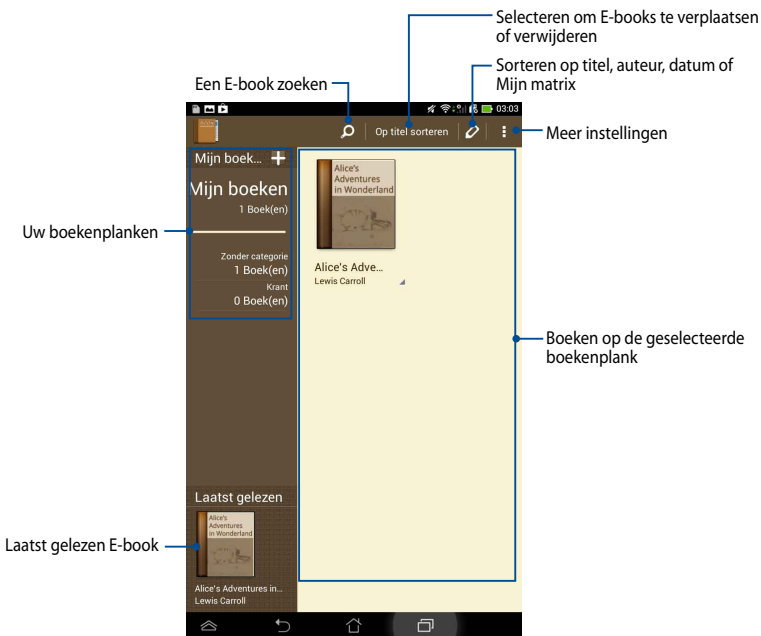 Selecteren om E-books te verplaatsen
of verwijderen
Sorteren op titel, auteur, datum of
Mijn matrix
Een E-book zoeken
03:03
Op titel sorteren
Meer instellingen
Mijn boek...
Mijn boeken
1 Boek(en)
Uw boekenplanken
Zonder categorie
1 Boek(en)
Krant
0 Boek(en)
Alice's
Adventures
in Wonderland
Alice's Adve...
Lewis Carroll
Boeken op de geselecteerde
boekenplank
Laatst gelezen
Alice's
Adventures
in Wonderland
Laatst gelezen E-book
Alice's Adventures in...
Lewis Carroll